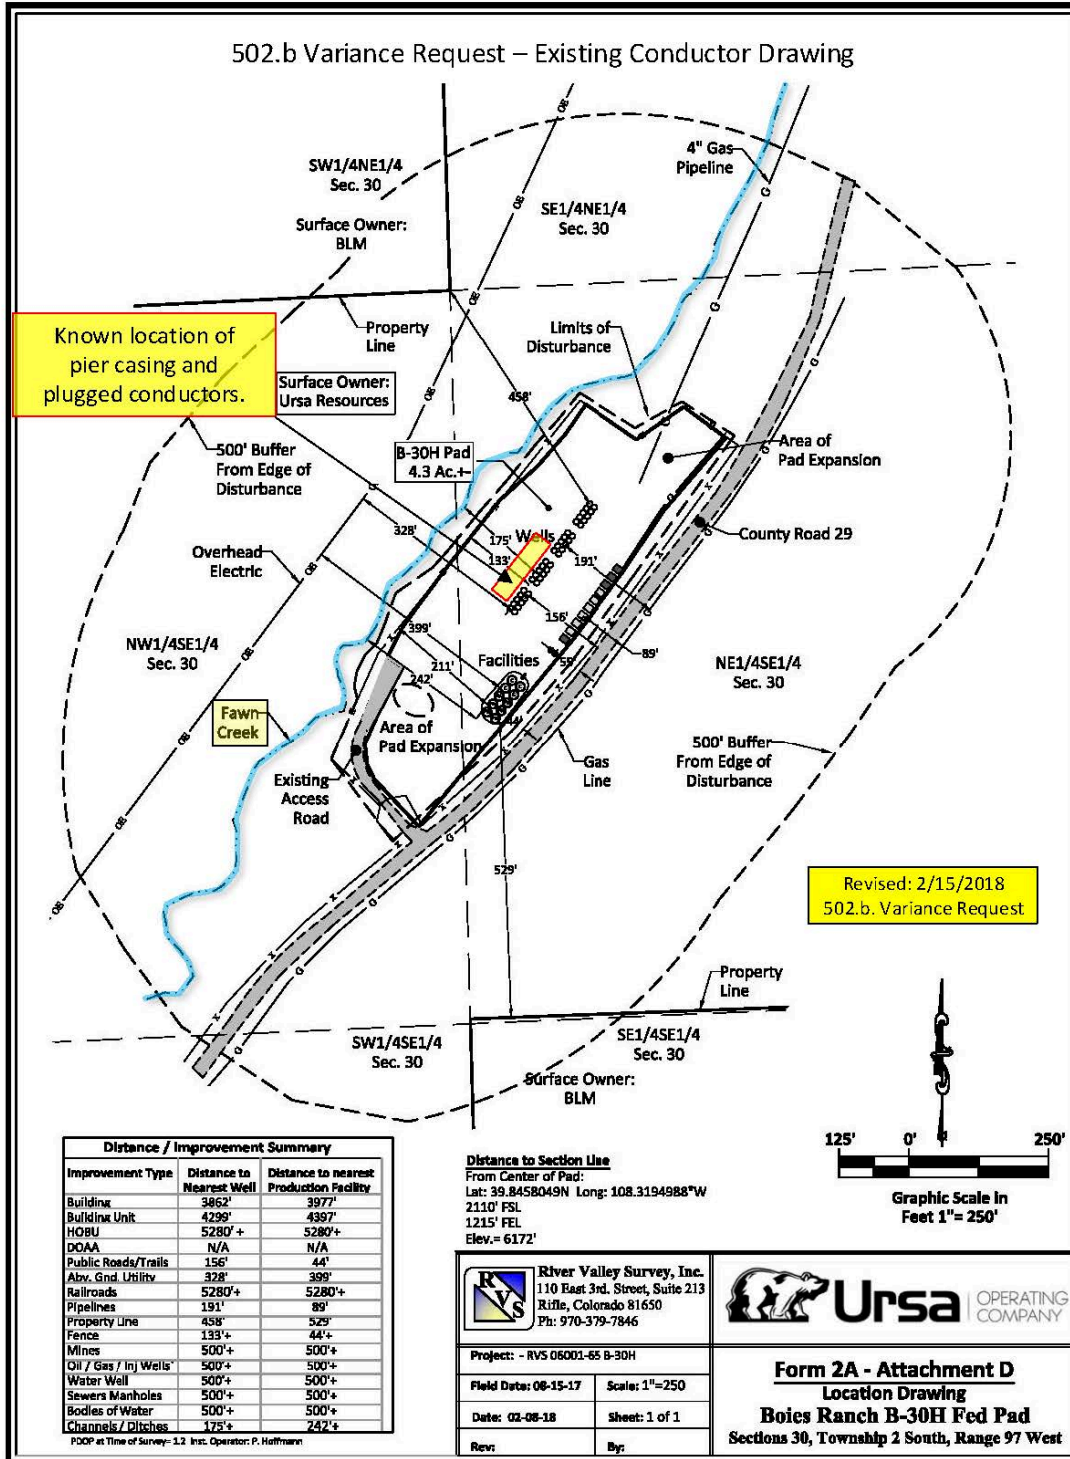 502.b Variance Request – Existing Conductor Drawing
4" Gas
Pipeline
SW1/4NE1/4
Sec. 30
SE1/4NE1/4
Sec. 30
Surface Owner:
BLM
Known location of
pier casing and
plugged conductors.
Property
Line
Limits of
Disturbance
Surface Owner:
Ursa Resources
458'
B-30H Pad
4.3 Ac.+-
500' Buffer
From Edge of
Disturbance
Area of
Pad Expansion
County Road 29
Overhead
Electric
328'
175'
Wells
133'
191'
156'
399'
211'
242'
Facilities
55'
89'
44'
NW1/4SE1/4
Sec. 30
NE1/4SE1/4
Sec. 30
Fawn
Creek
Area of
Pad Expansion
Existing
Access
Road
Gas
Line
500' Buffer
From Edge of
Disturbance
529'
Revised: 2/15/2018
502.b. Variance Request
Property
Line
SW1/4SE1/4
Sec. 30
SE1/4SE1/4
Sec. 30
Surface Owner:
BLM
125' 0' 250'
Graphic Scale in
Feet 1"= 250'
Distance / Improvement Summary
Improvement Type Distance to Nearest Well Distance to nearest Production Facility
Building 3862' 3977'
Building Unit 4299' 4397'
HOBU 5280'+ 5280'+
DOAA N/A N/A
Public Roads/Trails 156' 44'
Abv. Gnd. Utility 328' 399'
Railroads 5280'+ 5280'+
Pipelines 191' 89'
Property Line 458' 529'
Fence 133'+ 44'+
Mines 500'+ 500'+
Oil / Gas / Inj Wells 500'+ 500'+
Water Well 500'+ 500'+
Sewers Manholes 500'+ 500'+
Bodies of Water 500'+ 500'+
Channels / Ditches 175'+ 242'+
PDOP at Time of Survey= 1.2 Inst. Operator: P. Hoffmann
Distance to Section Line
From Center of Pad:
Lat: 39.8458049N Long: 108.3194988°W
2110' FSL
1215' FEL
Elev.= 6172'
RVS
River Valley Survey, Inc.
110 East 3rd. Street, Suite 213
Rifle, Colorado 81650
Ph: 970-379-7846
Project: - RVS 06001-65 B-30H
Field Date: 08-15-17 Scale: 1"=250
Date: 02-08-18 Sheet: 1 of 1
Rev: By:
Ursa OPERATING
COMPANY
Form 2A - Attachment D
Location Drawing
Boies Ranch B-30H Fed Pad
Sections 30, Township 2 South, Range 97 West